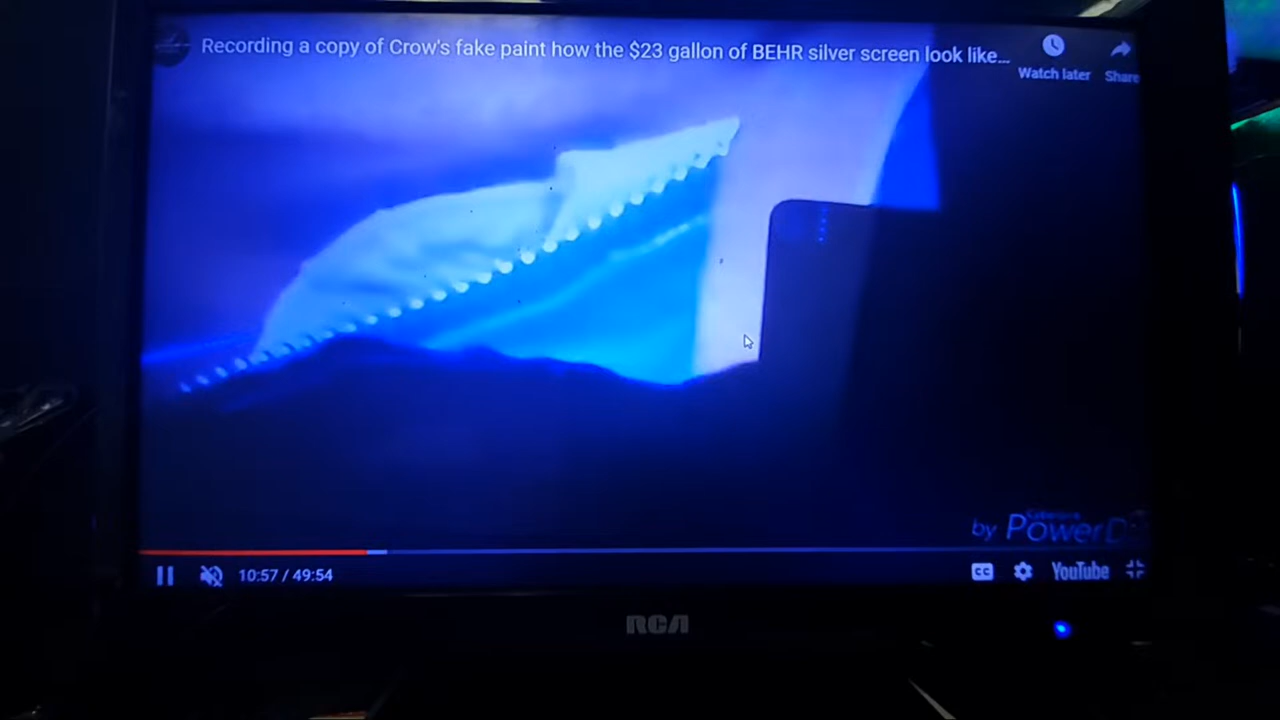 Recording a copy of Crow's fake paint how the $23 gallon of BEHR silver screen look like...
Watch later
Share
by PowerD
10:57 / 49:54
CC
YouTube
RCA